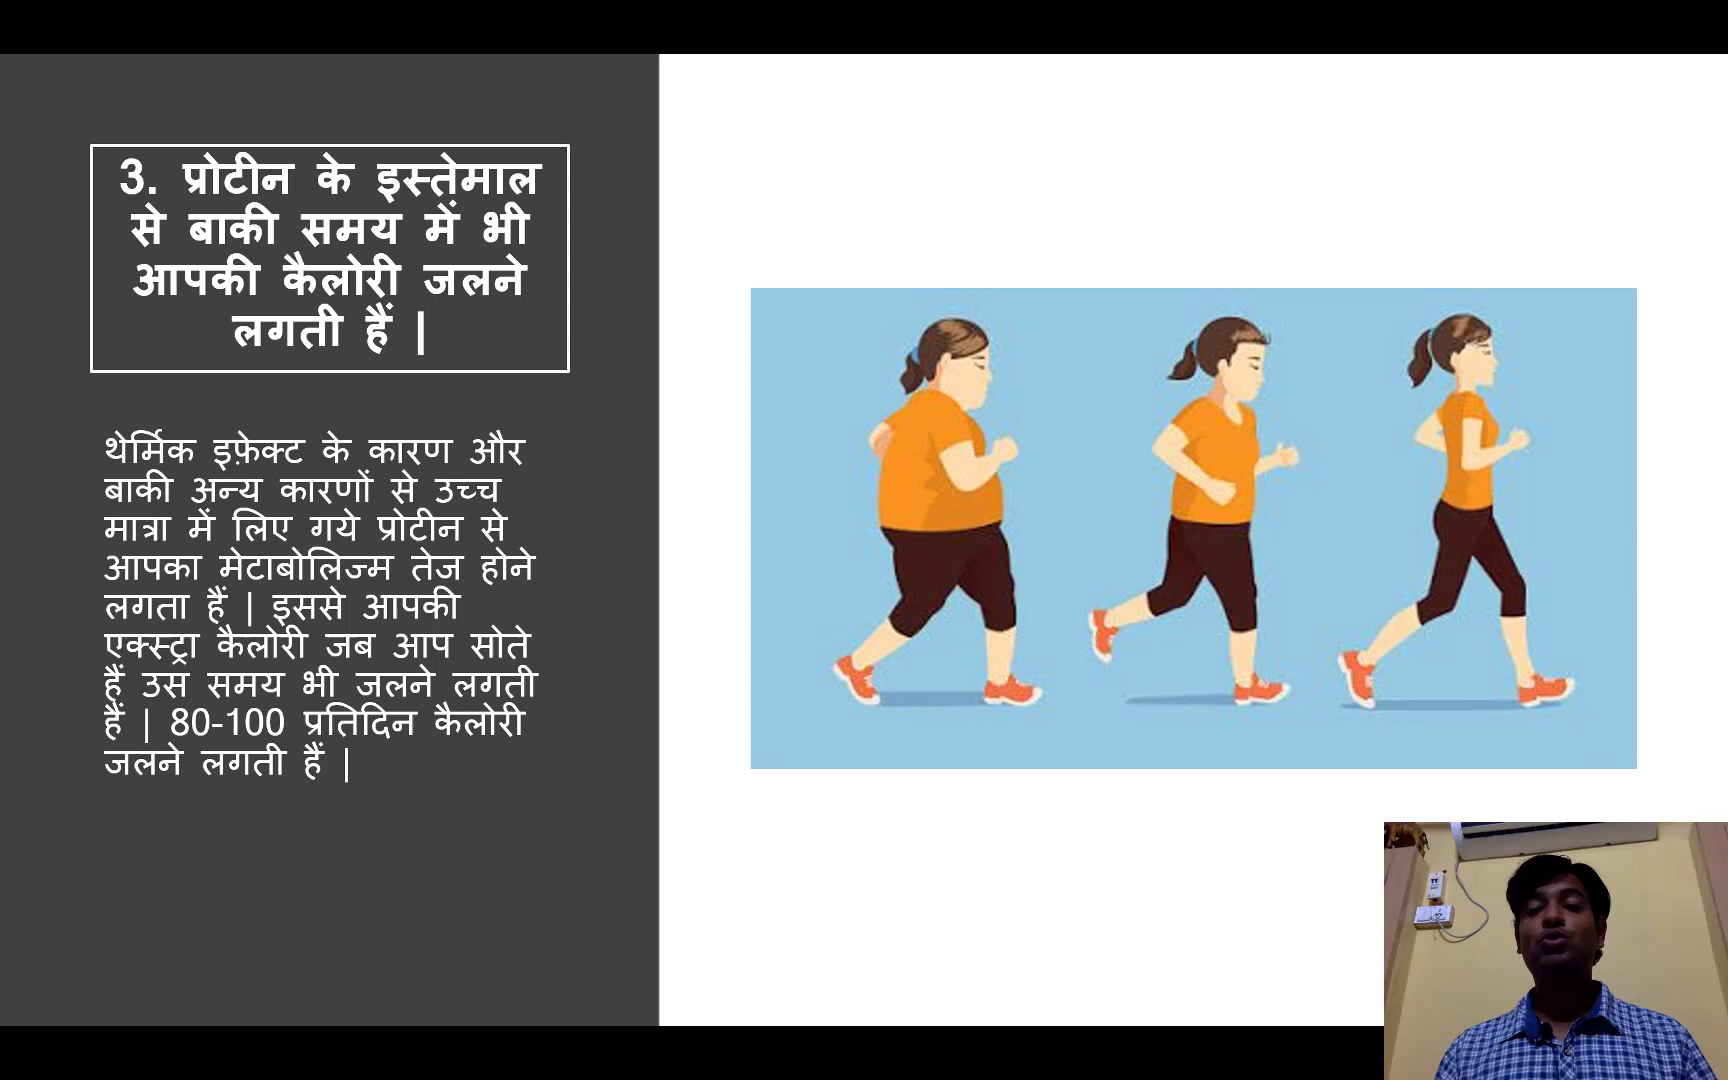 3. प्रोटीन के इस्तेमाल
से बाकी समय में भी
आपकी कैलोरी जलने
लगती हैं |
थेर्मिक इफ़ेक्ट के कारण और
बाकी अन्य कारणों से उच्च
मात्रा में लिए गये प्रोटीन से
आपका मेटाबोलिज्म तेज होने
लगता हैं | इससे आपकी
एक्स्ट्रा कैलोरी जब आप सोते
हैं उस समय भी जलने लगती
हैं | 80-100 प्रतिदिन कैलोरी
जलने लगती हैं |